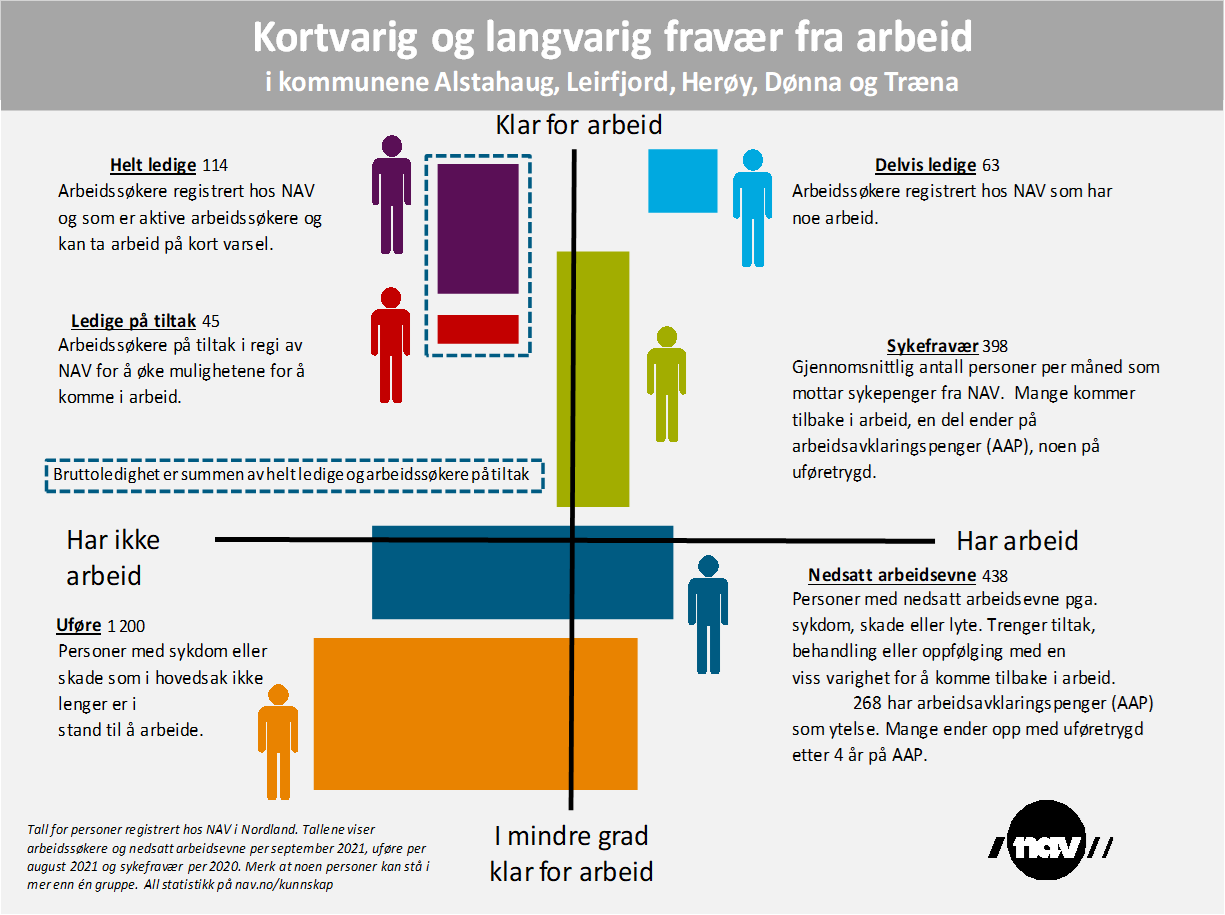 Kortvarig og langvarig fravær fra arbeid
i kommunene Alstahaug, Leirfjord, Herøy, Dønna og Træna
Klar for arbeid
Helt ledige 114
Arbeidssøkere registrert hos NAV
og som er aktive arbeidssøkere og
kan ta arbeid på kort varsel.
Delvis ledige 63
Arbeidssøkere registrert hos NAV som har
noe arbeid.
Ledige på tiltak 45
Arbeidssøkere på tiltak i regi av
NAV for å øke mulighetene for å
komme i arbeid.
Sykefravær 398
Gjennomsnittlig antall personer per måned som
mottar sykepenger fra NAV. Mange kommer
tilbake i arbeid, en del ender på
arbeidsavklaringspenger (AAP), noen på
uføretrygd.
Bruttoledighet er summen av helt ledige og arbeidssøkere på tiltak
Har ikke
arbeid
Har arbeid
Nedsatt arbeidsevne 438
Personer med nedsatt arbeidsevne pga.
sykdom, skade eller lyte. Trenger tiltak,
behandling eller oppfølging med en
viss varighet for å komme tilbake i arbeid.
268 har arbeidsavklaringspenger (AAP)
som ytelse. Mange ender opp med uføretrygd
etter 4 år på AAP.
Uføre 1 200
Personer med sykdom eller
skade som i hovedsak ikke
lenger er i
stand til å arbeide.
I mindre grad
klar for arbeid
Tall for personer registrert hos NAV i Nordland. Tallene viser
arbeidssøkere og nedsatt arbeidsevne per september 2021, uføre per
august 2021 og sykefravær per 2020. Merk at noen personer kan stå i
mer enn én gruppe. All statistikk på nav.no/kunnskap
nav